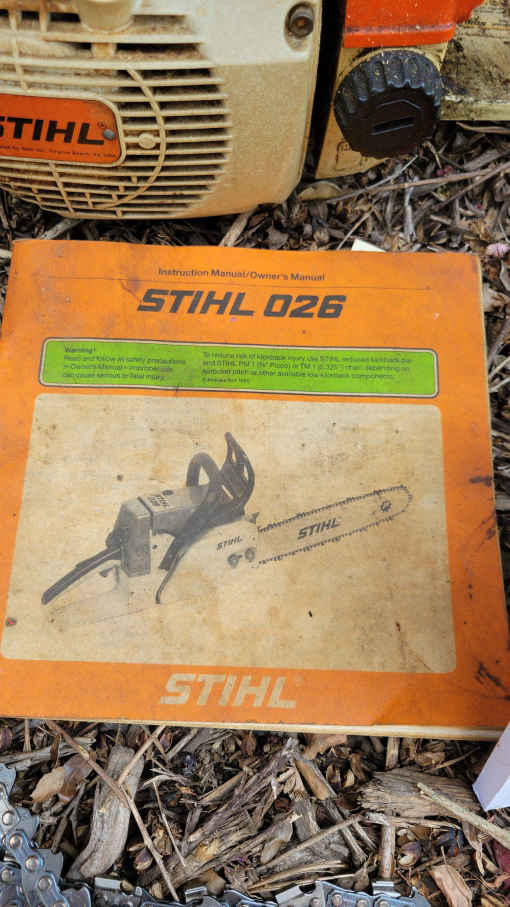 STIHL®
Instruction Manual/Owner's Manual
STIHL 026
Warning!
Read and follow all safety precautions
in Owner's Manual – improper use
can cause serious or fatal injury.
To reduce risk of kickback injury use STIHL reduced kickback bar
and STIHL PM 1 (⅜" Picco) or TM 1 (0.325") chain, depending on
sprocket pitch or other available low kickback components.
STIHL
026
STIHL
STIHL
STIHL®